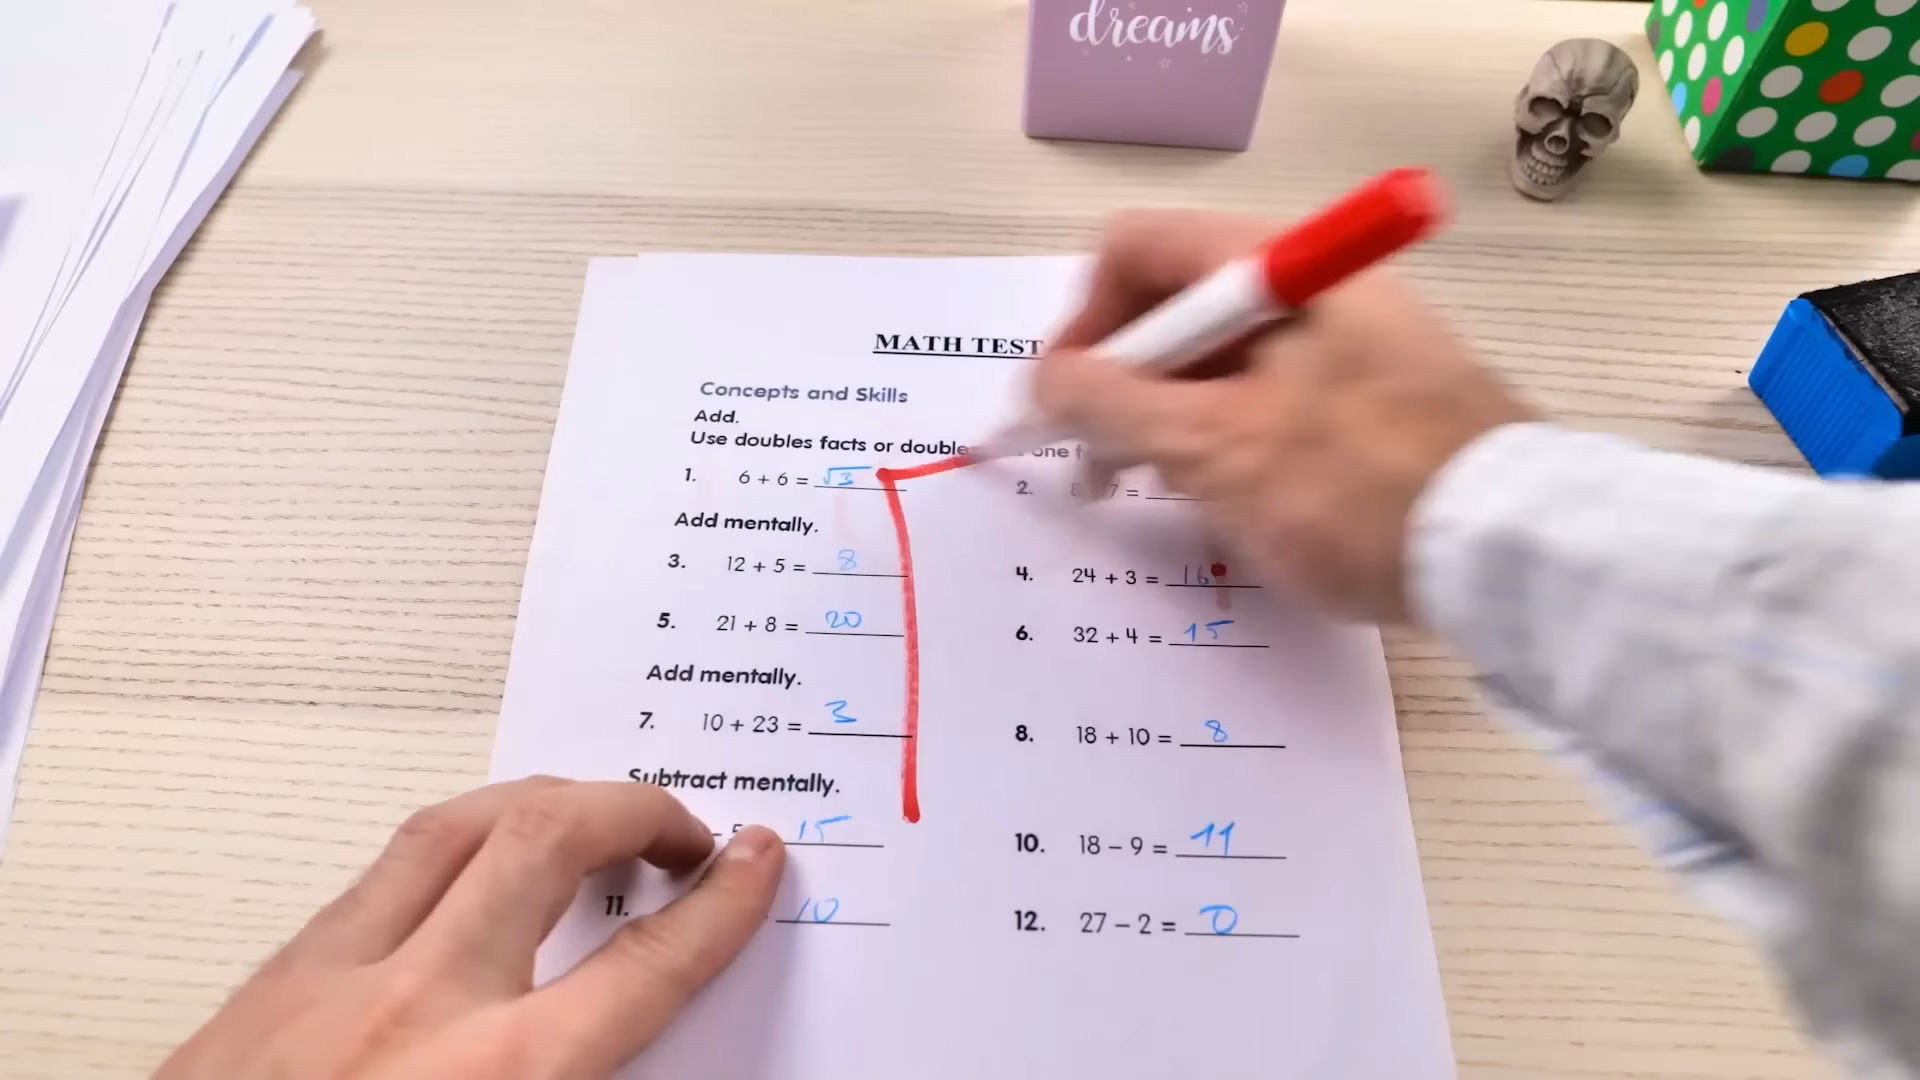 dreams
MATH TEST
Concepts and Skills
Add.
Use doubles facts or one
1. 6 + 6 = √3
2. 7 =
Add mentally.
3. 12 + 5 = 8
4. 24 + 3 = 16
5. 21 + 8 = 20
6. 32 + 4 = 15
Add mentally.
7. 10 + 23 = 3
8. 18 + 10 = 8
Subtract mentally.
15
10. 18 – 9 = 11
11. 10
12. 27 – 2 = 0